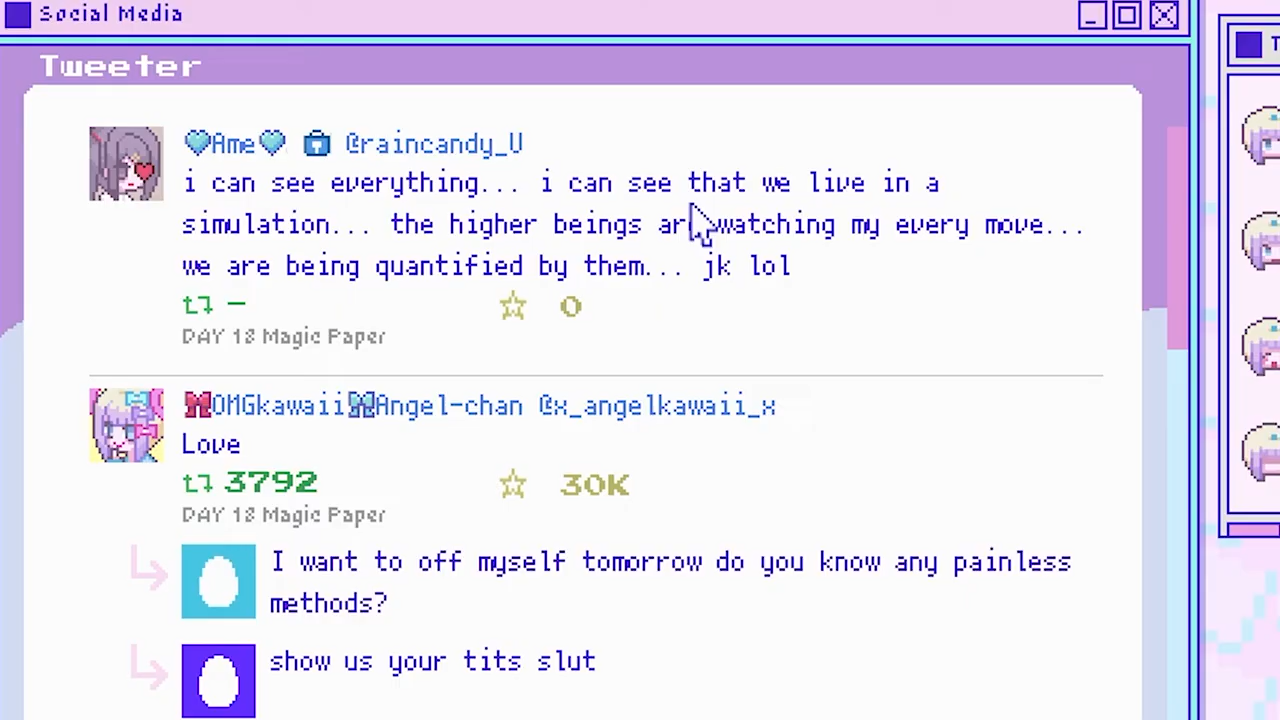 Social Media
T
Tweeter
Ame @raincandy_U
i can see everything... i can see that we live in a
simulation... the higher beings are watching my every move...
we are being quantified by them... jk lol
— 0
DAY 18 Magic Paper
OMGkawaii Angel-chan @x_angelkawaii_x
Love
3792 30K
DAY 18 Magic Paper
I want to off myself tomorrow do you know any painless
methods?
show us your tits slut